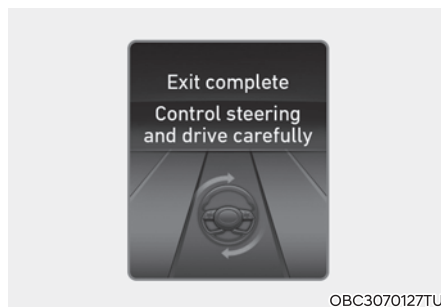 Exit complete
Control steering
and drive carefully
OBC3070127TU